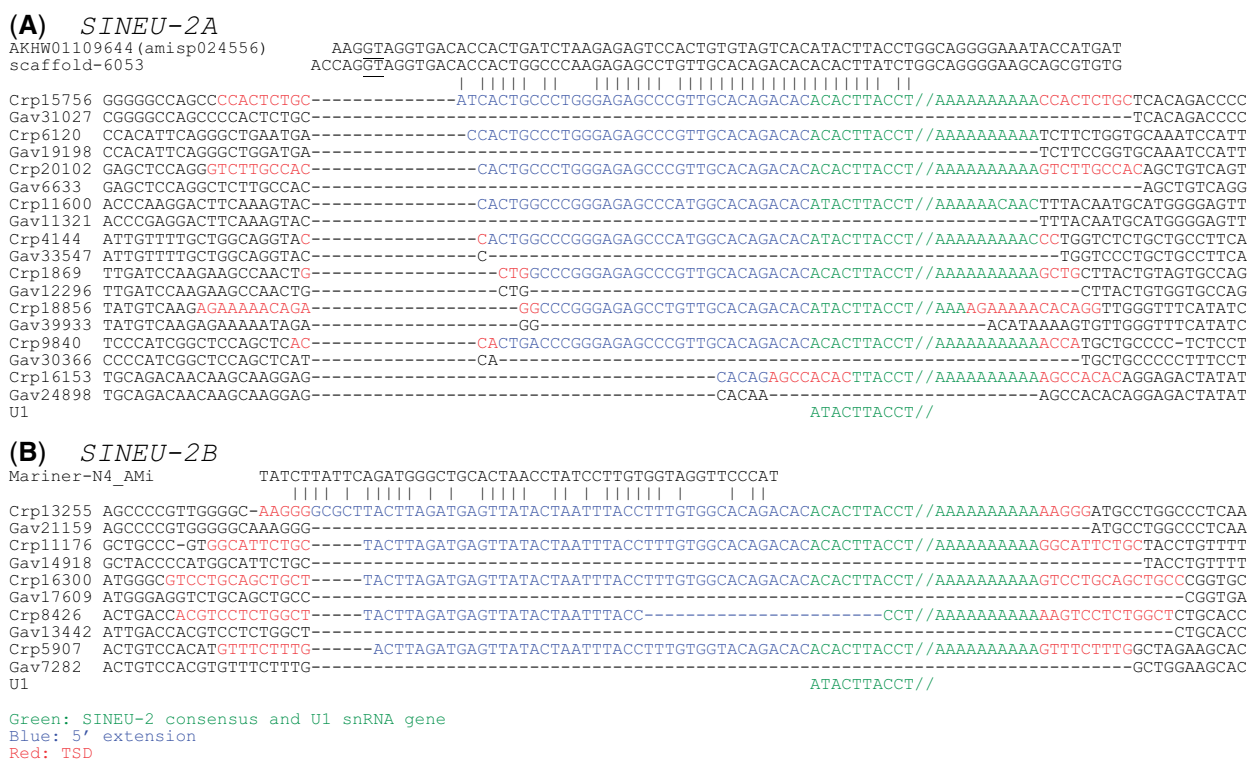 (A) SINEU-2A
AKHW01109644(amisp024556) AAGGTAGGTGACACCACTGATCTAAGAGAGTCCACTGTGTAGTCACATACTTACCTGGCAGGGGAAATACCATGAT
scaffold-6053 ACCAGGTAGGTGACACCACTGGCCCAAGAGAGCCTGTTGCACAGACACACACTTATCTGGCAGGGGAAGCAGCGTGTG
Crp15756 GGGGGCCAGCCCCACTCTGC--------------ATCACTGCCCTGGGAGAGCCCGTTGCACAGACACACACTTACCT//AAAAAAAAAACCACTCTGCTCACAGACCCC
Gav31027 CGGGGCCAGCCCCACTCTGC--------------------------------------------------------------------------------TCACAGACCCC
Crp6120 CCACATTCAGGGCTGAATGA---------------CCACTGCCCTGGGAGAGCCCGTTGCACAGACACACACTTACCT//AAAAAAAAAATCTTCTGGTGCAAATCCATT
Gav19198 CCACATTCAGGGCTGGATGA----------------------------------------------------------------------TCTTCCGGTGCAAATCCATT
Crp20102 GAGCTCCAGGGTCTTGCCAC----------------CACTGCCCTGGGAGAGCCCGTTGCACAGACACACACTTACCT//AAAAAAAAAAGTCTTGCCACAGCTGTCAGT
Gav6633 GAGCTCCAGGCTCTTGCCAC--------------------------------------------------------------------------------AGCTGTCAGG
Crp11600 ACCCAAGGACTTCAAAGTAC----------------CACTGGCCCGGGAGAGCCCATGGCACAGACACATACTTACCT//AAAAAACAACTTTACAATGCATGGGGAGTT
Gav11321 ACCCGAGGACTTCAAAGTAC----------------------------------------------------------------------TTTACAATGCATGGGGAGTT
Crp4144 ATTGTTTTGCTGGCAGGTAC----------------CACTGGCCCGGGAGAGCCCATGGCACAGACACATACTTACCT//AAAAAAAAAACCCTGGTCTCTGCTGCCTTCA
Gav33547 ATTGTTTTGCTGGCAGGTAC----------------C-------------------------------------------------------TGGTCCCTGCTGCCTTCA
Crp1869 TTGATCCAAGAAGCCAACTG------------------CTGGCCCGGGAGAGCCCGTTGCACAGACACACACTTACCT//AAAAAAAAAAGCTGCTTACTGTAGTGCCAG
Gav12296 TTGATCCAAGAAGCCAACTG------------------CTG-----------------------------------------------------CTTACTGTGGTGCCAG
Crp18856 TATGTCAAGAGAAAAACAGA--------------------GGCCCGGGAGAGCCTGTTGCACAGACACATACTTACCT//AAAAGAAAAACACAGGTTGGGTTTCATATC
Gav39933 TATGTCAAGAGAAAAATAGA--------------------GG-------------------------------------------ACATAAAAGTGTTGGGTTTCATATC
Crp9840 TCCCATCGGCTCCAGCTCAC----------------CACTGACCCGGGAGAGCCCGTTGCACAGACACACACTTACCT//AAAAAAAAAAACCATGCTGCCCC-TCTCCT
Gav30366 CCCCATCGGCTCCAGCTCAT----------------CA--------------------------------------------------------TGCTGCCCCCTTTCCT
Crp16153 TGCAGACAACAAGCAAGGAG---------------------------------------CACAGAGCCACACTTACCT//AAAAAAAAAAAGCCACACAGGAGACTATAT
Gav24898 TGCAGACAACAAGCAAGGAG---------------------------------------CACAA--------------------------AGCCACACAGGAGACTATAT
U1 ATACTTACCT//
(B) SINEU-2B
Mariner-N4_AMi TATCTTATTCAGATGGGCTGCACTAACCTATCCTTGTGGTAGGTTCCCAT
Crp13255 AGCCCCGTTGGGGC-AAGGGGCGCTTACTTAGATGAGTTATACTAATTTACCTTTGTGGCACAGACACACACTTACCT//AAAAAAAAAAAAGGGATGCCTGGCCCTCAA
Gav21159 AGCCCCGTGGGGGCAAAGGG---------------------------------------------------------------------------ATGCCTGGCCCTCAA
Crp11176 GCTGCCC-GTGGCATTCTGC-----TACTTAGATGAGTTATACTAATTTACCTTTGTGGCACAGACACACACTTACCT//AAAAAAAAAAGGCATTCTGCTACCTGTTTT
Gav14918 GCTACCCCATGGCATTCTGC--------------------------------------------------------------------------------TACCTGTTTT
Crp16300 ATGGGCGTCCTGCAGCTGCT-----TACTTAGATGAGTTATACTAATTTACCTTTGTGGCACAGACACACACTTACCT//AAAAAAAAAAGTCCTGCAGCTGCCCGGTGC
Gav17609 ATGGGAGGTCTGCAGCTGCC------------------------------------------------------------------------------------CGGTGA
Crp8426 ACTGACCACGTCCTCTGGCT-----TACTTAGATGAGTTATACTAATTTACC-----------------------CCT//AAAAAAAAAAAAGTCCTCTGGCTCTGCACC
Gav13442 ATTGACCACGTCCTCTGGCT-----------------------------------------------------------------------------------CTGCACC
Crp5907 ACTGTCCACATGTTTCTTTG------ACTTAGATGAGTTATACTAATTTACCTTTGTGGTACAGACACACACTTACCT//AAAAAAAAAAGTTTCTTTGGCTAGAAGCAC
Gav7282 ACTGTCCACGTGTTTCTTTG-------------------------------------------------------------------------------GCTGGAAGCAC
U1 ATACTTACCT//
Green: SINEU-2 consensus and U1 snRNA gene
Blue: 5’ extension
Red: TSD